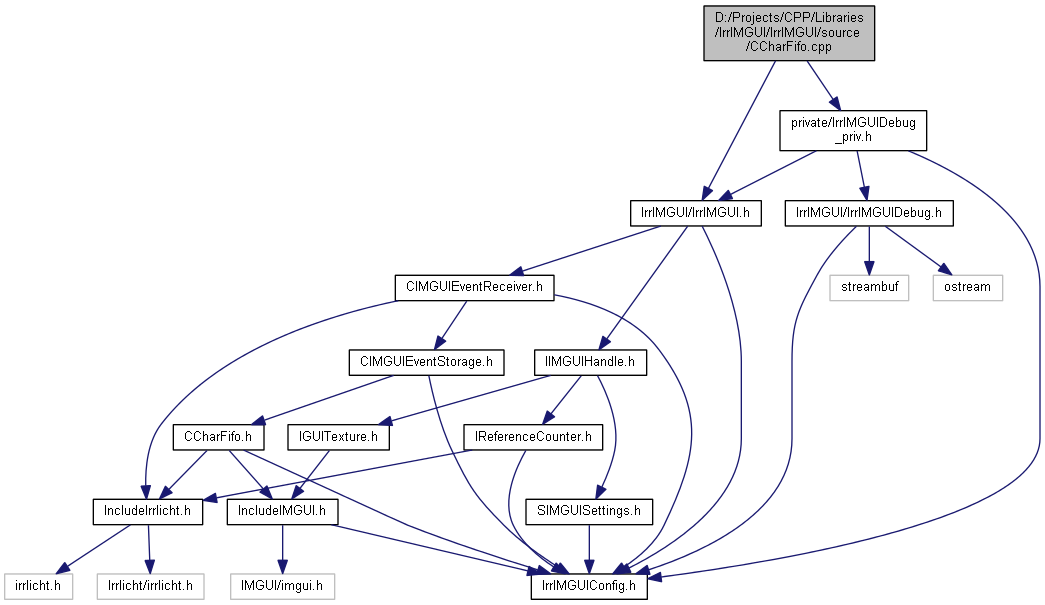 D:/Projects/CPP/Libraries
/IrrIMGUI/IrrIMGUI/source
/CCharFifo.cpp
private/IrrIMGUIDebug
_priv.h
IrrIMGUI/IrrIMGUI.h
IrrIMGUI/IrrIMGUIDebug.h
CIMGUIEventReceiver.h
streambuf
ostream
CIMGUIEventStorage.h
IIMGUIHandle.h
CCharFifo.h
IGUITexture.h
IReferenceCounter.h
IncludeIrrlicht.h
IncludeIMGUI.h
SIMGUISettings.h
irrlicht.h
Irrlicht/irrlicht.h
IMGUI/imgui.h
IrrIMGUIConfig.h